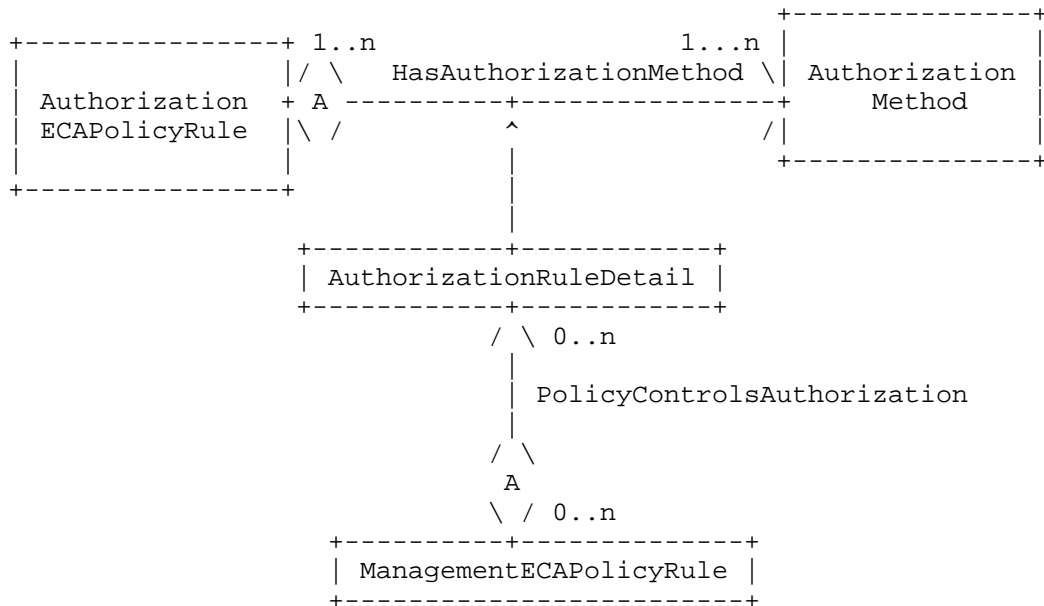 1..n 1...n
HasAuthorizationMethod
Authorization
ECAPolicyRule
A
Authorization
Method
AuthorizationRuleDetail
0..n
PolicyControlsAuthorization
A
0..n
ManagementECAPolicyRule